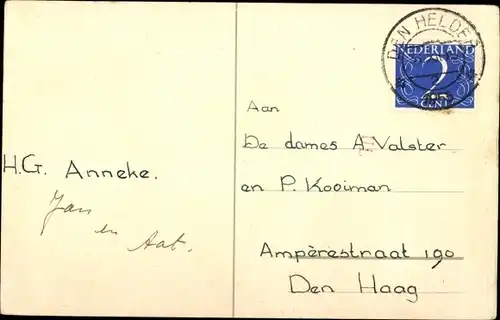 DEN HELDER
NEDERLAND
2
CENT
1953
Aan
De dames A. Valster
en P. Kooiman
Ampèrestraat 190
Den Haag
H.G. Anneke.
Jan
en
Aat.